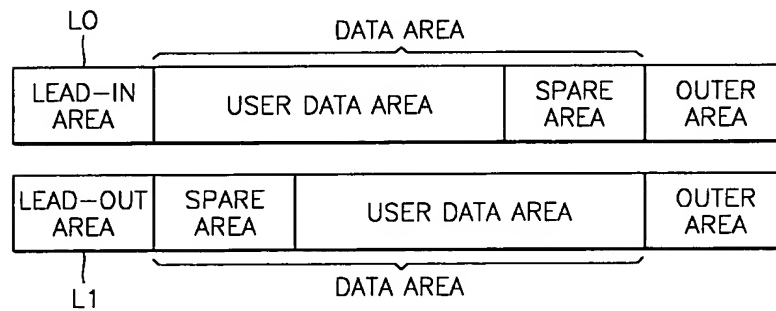 L0
DATA AREA
LEAD-IN AREA
USER DATA AREA
SPARE AREA
OUTER AREA
LEAD-OUT AREA
SPARE AREA
USER DATA AREA
OUTER AREA
L1
DATA AREA